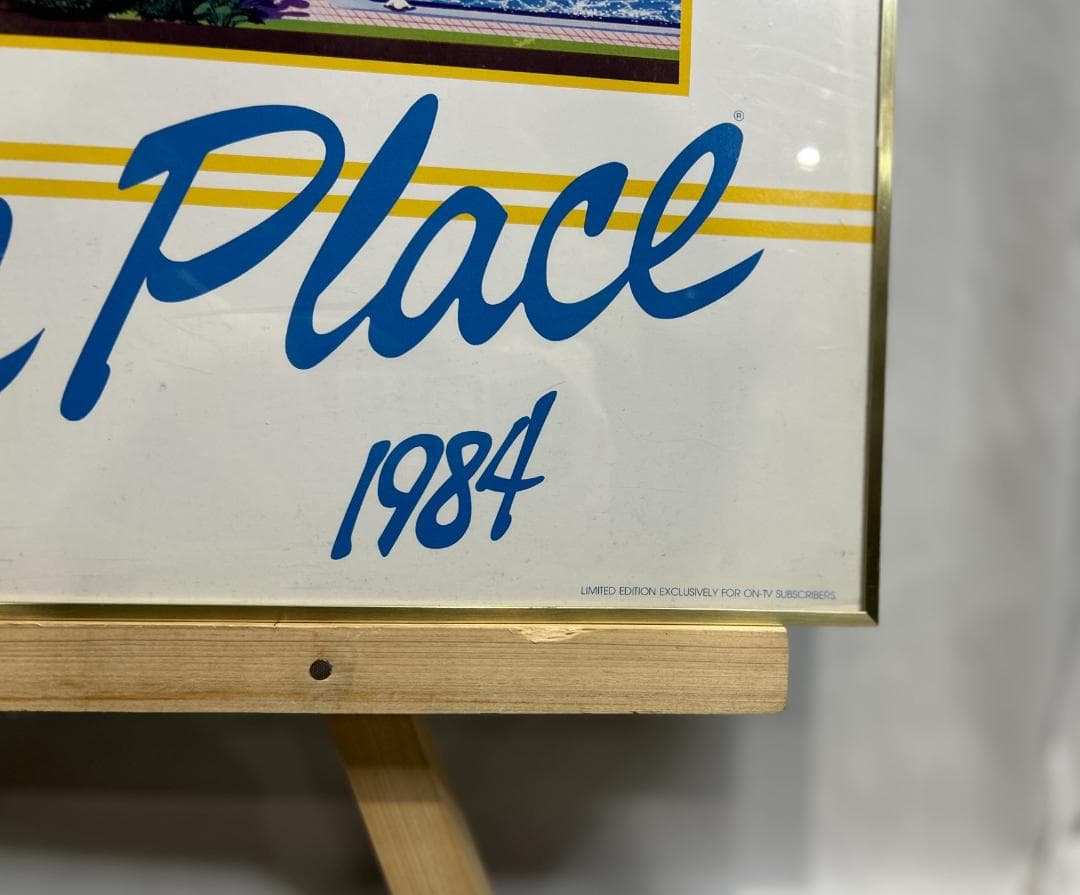 Place®
1984
LIMITED EDITION EXCLUSIVELY FOR ON-TV SUBSCRIBERS.